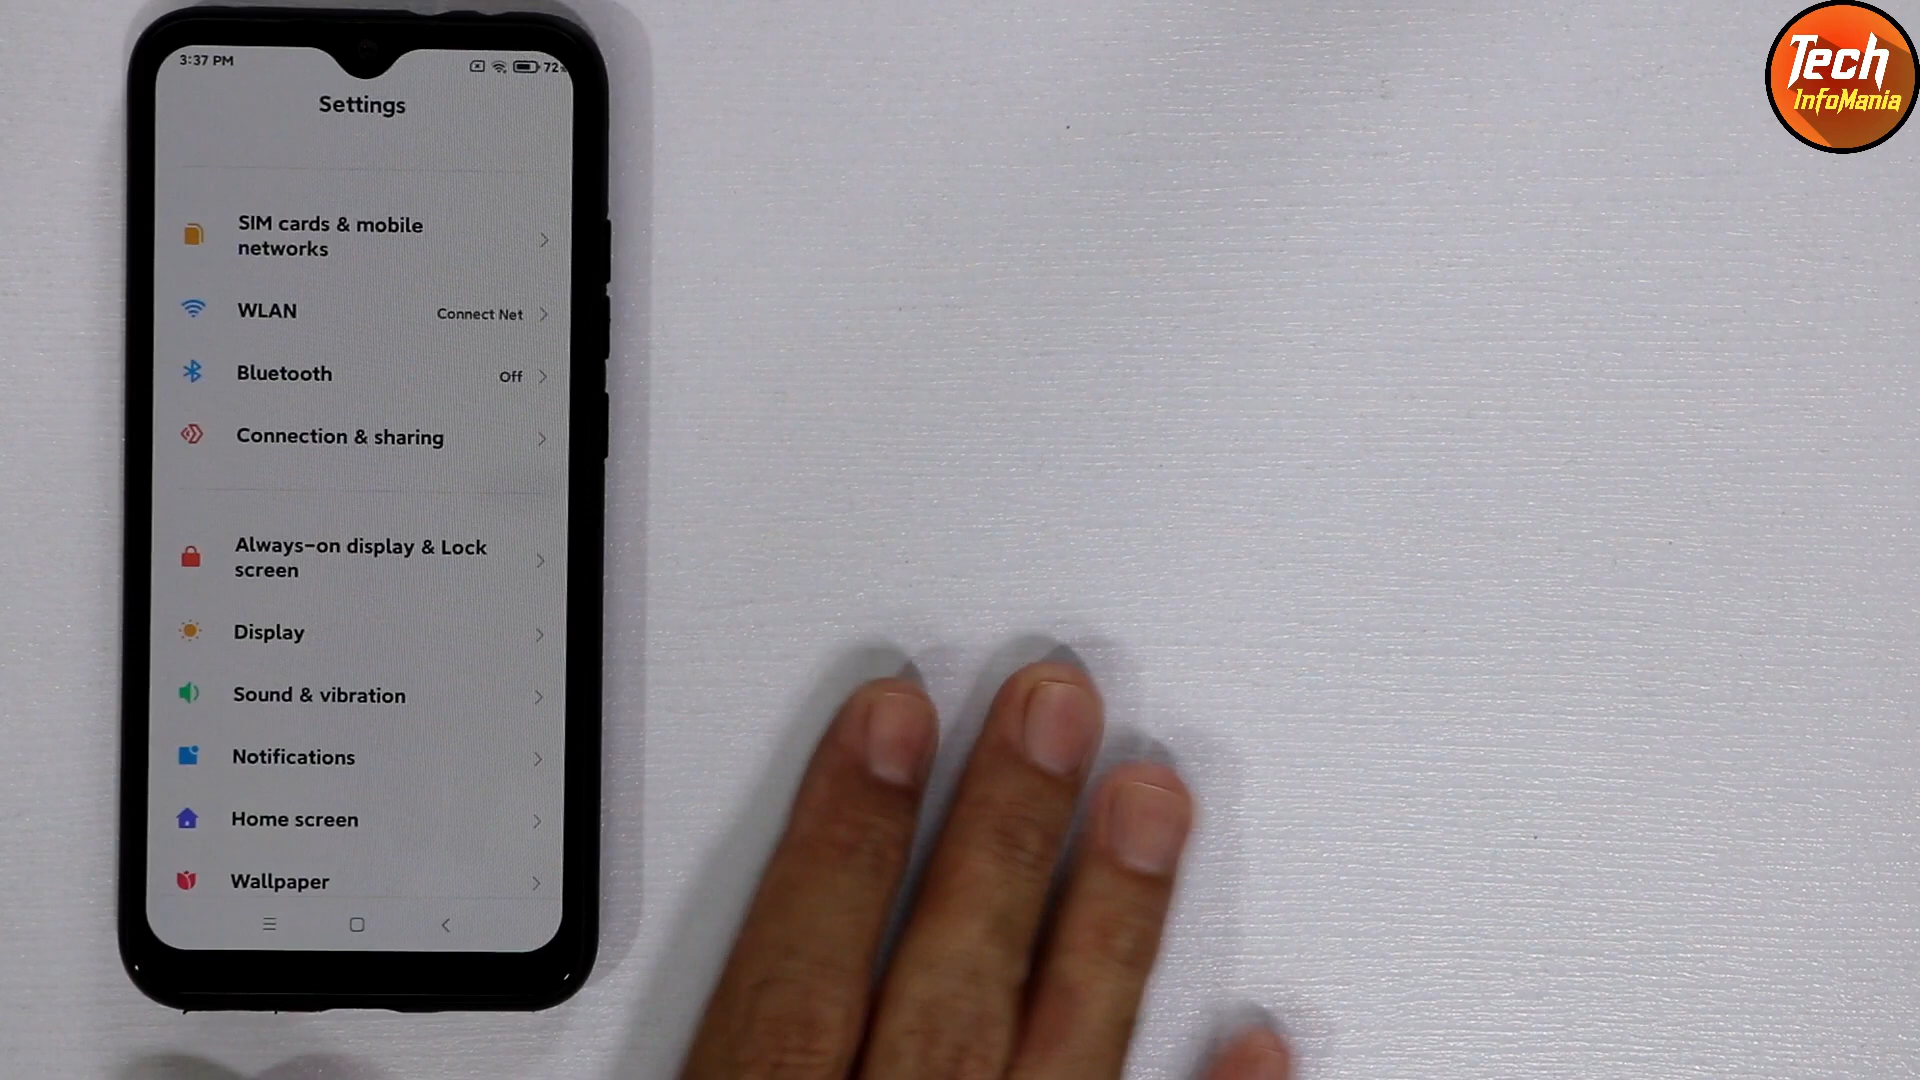 Tech
InfoMania
3:37 PM
72%
Settings
SIM cards & mobile
networks
WLAN
Connect Net
Bluetooth
Off
Connection & sharing
Always-on display & Lock
screen
Display
Sound & vibration
Notifications
Home screen
Wallpaper